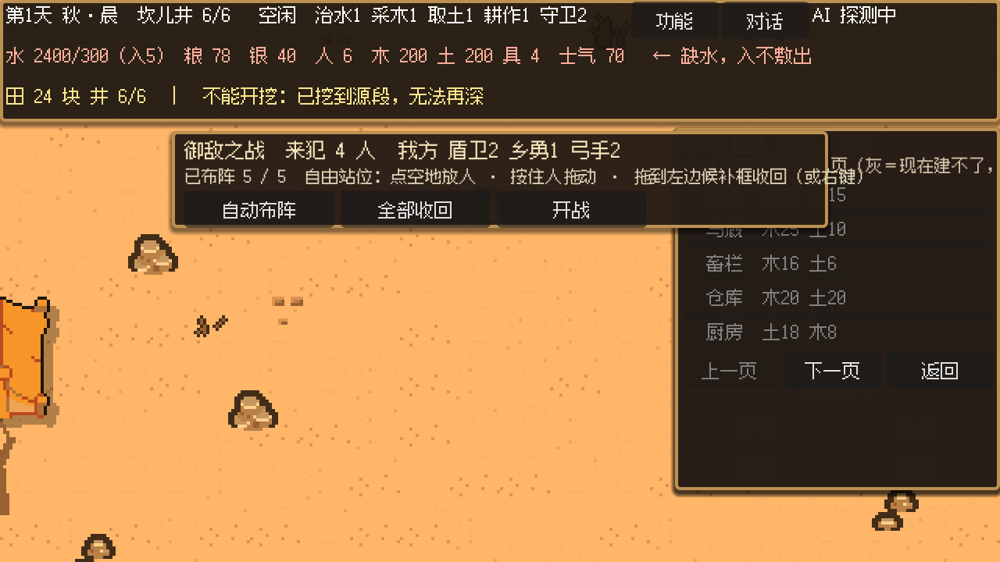 第1天 秋·晨 坎儿井 6/6 空闲 治水1 采木1 取土1 耕作1 守卫2 功能 对话 AI 探测中
水 2400/300 (入5) 粮 78 银 40 人 6 木 200 土 200 具 4 士气 70 ← 缺水，入不敷出
田 24 块 井 6/6 | 不能开挖：已挖到源段，无法再深
御敌之战 来犯 4 人 我方 盾卫2 乡勇1 弓手2
页（灰=现在建不了，
已布阵 5 / 5 自由站位：点空地放人 · 按住人拖动 · 拖到左边候补框收回（或右键）
15
自动布阵 全部收回 开战
马厩 木25 土10
畜栏 木16 土6
仓库 木20 土20
厨房 土18 木8
上一页 下一页 返回